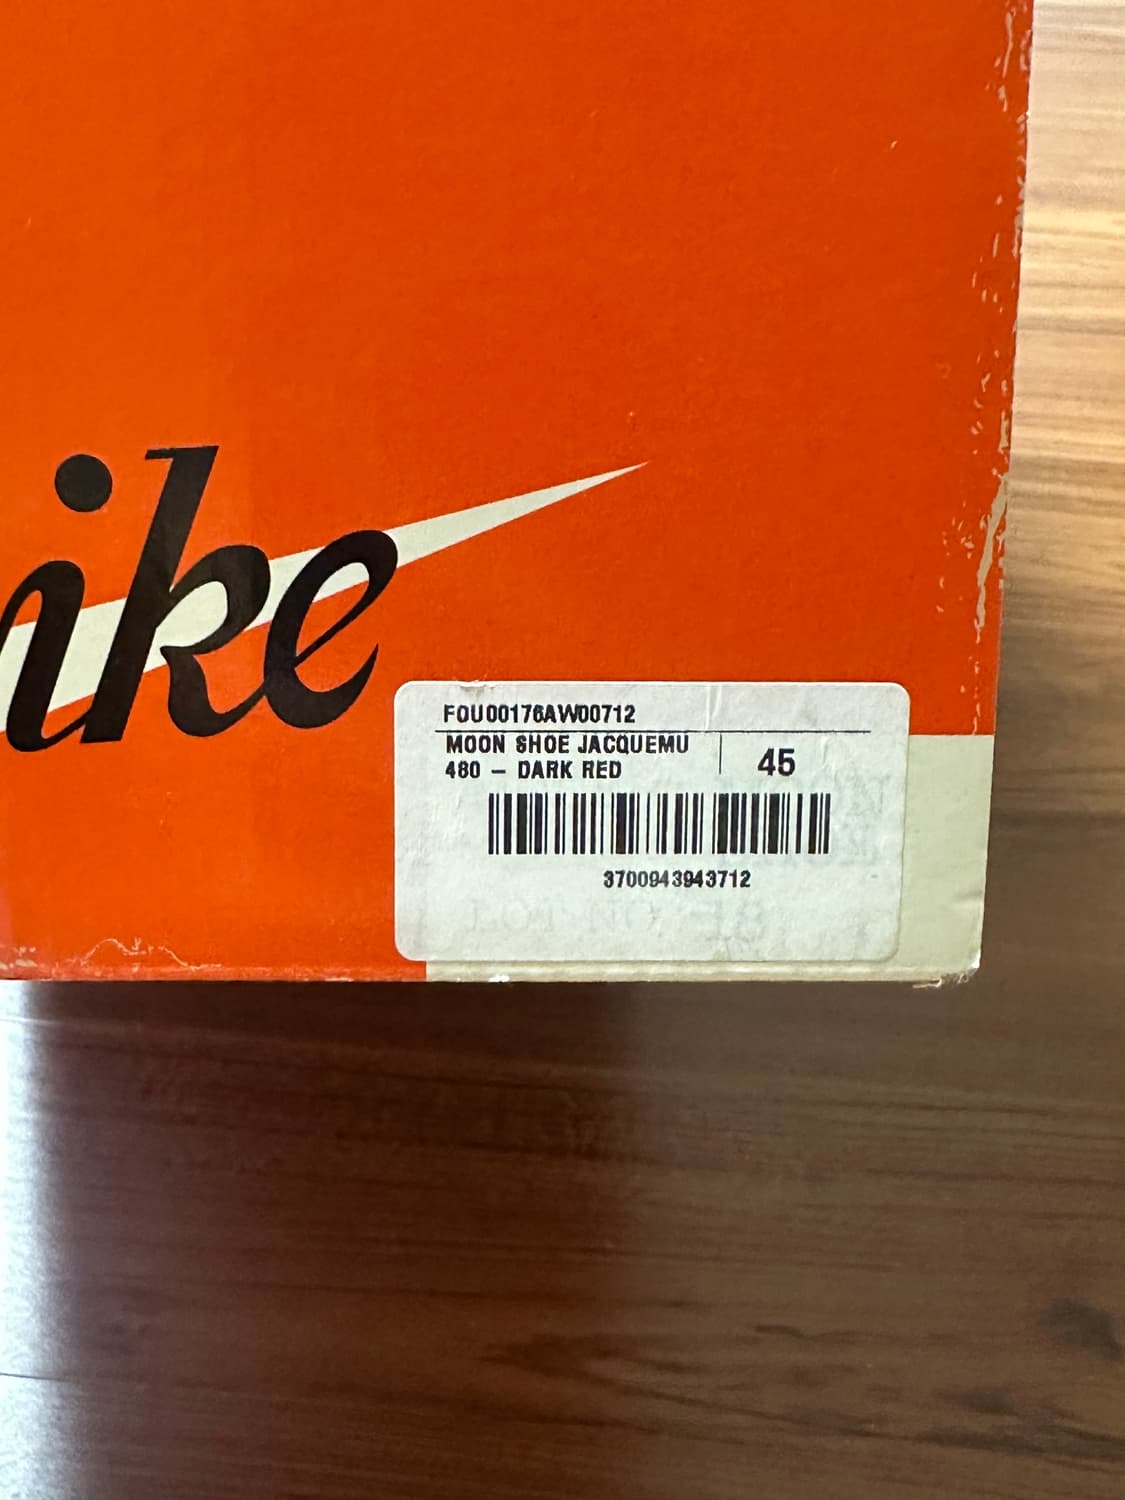 ike
FOU00176AW00712
MOON SHOE JACQUEMU
480 – DARK RED
45
3700943943712